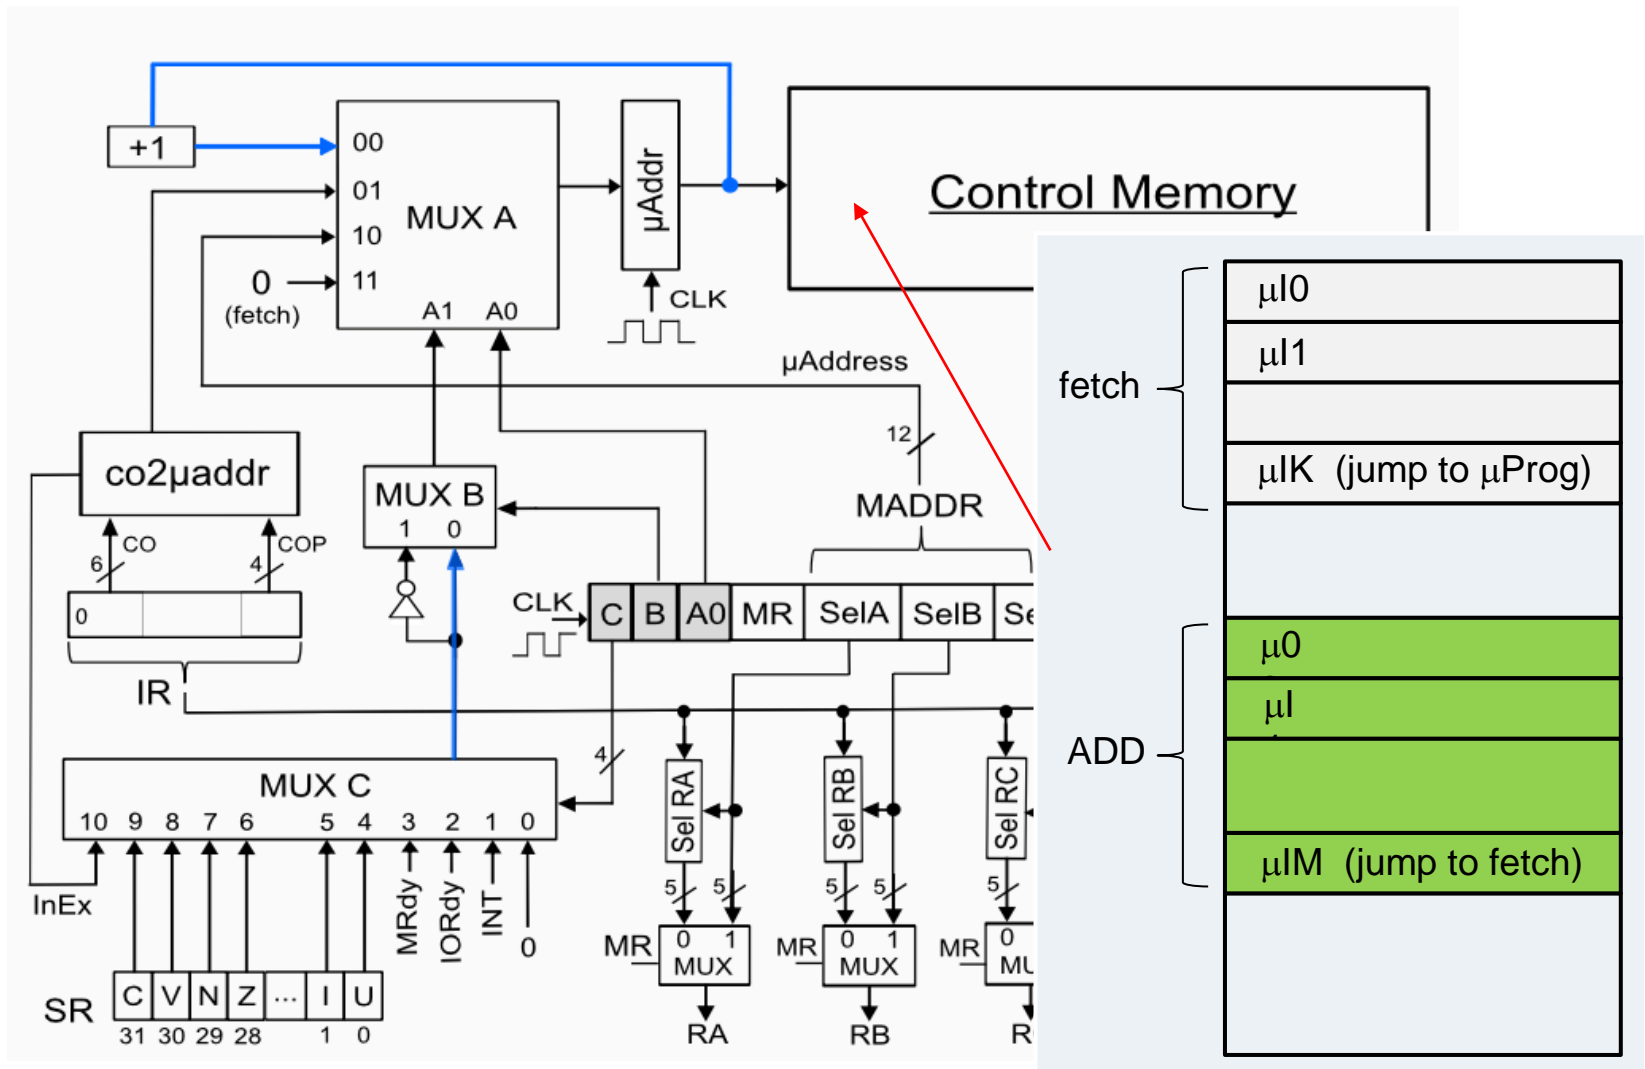 +1
00
01
10
11
MUX A
0
(fetch)
A1 A0
µAddr
CLK
Control Memory
µAddress
12
MADDR
co2µaddr
CO
COP
6
4
0
IR
MUX B
1 0
CLK
C B A0 MR SelA SelB
4
MUX C
10 9 8 7 6 5 4 3 2 1 0
InEx
MRdy
IORdy
INT
0
SR
C V N Z ... I U
31 30 29 28 1 0
Sel RA
Sel RB
Sel RC
5 5 5 5 5
MR 0 1 MUX
MR 0 1 MUX
MR 0
RA
RB
fetch
µI0
µI1
µIK (jump to µProg)
ADD
µ0
µI
µIM (jump to fetch)